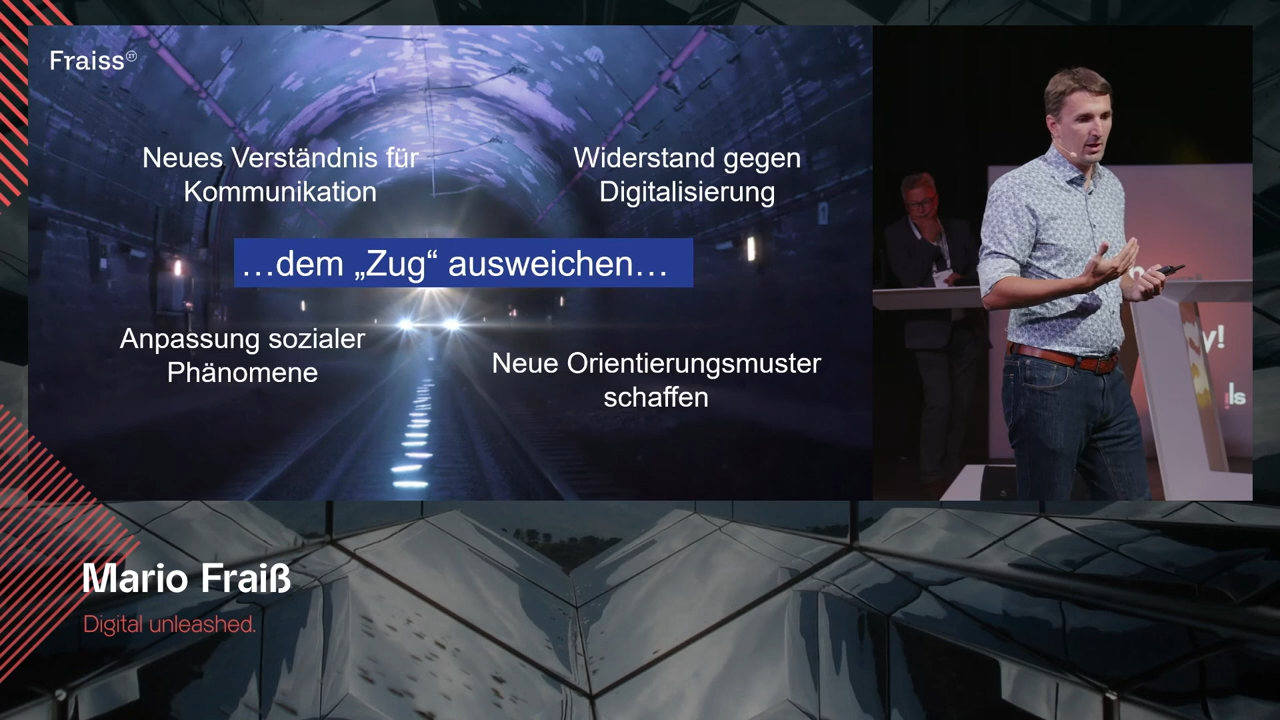 Fraiss
Neues Verständnis für
Kommunikation
Widerstand gegen
Digitalisierung
…dem „Zug“ ausweichen…
Anpassung sozialer
Phänomene
Neue Orientierungsmuster
schaffen
Mario Fraiß
Digital unleashed.